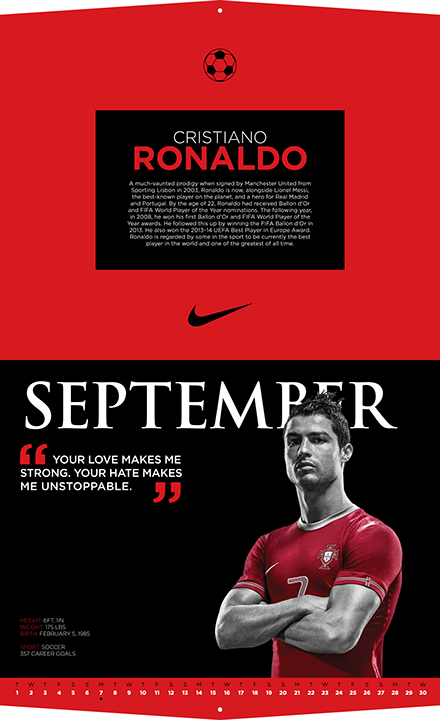 CRISTIANO
RONALDO
A much-vaunted prodigy when signed by Manchester United from
Sporting Lisbon in 2003, Ronaldo is now, alongside Lionel Messi,
the best-known player on the planet, and a hero for Real Madrid
and Portugal. By the age of 22, Ronaldo had received Ballon d'Or
and FIFA World Player of the Year nominations. The following year,
in 2008, he won his first Ballon d'Or and FIFA World Player of the
Year awards. He followed this up by winning the FIFA Ballon d'Or in
2013. He also won the 2013–14 UEFA Best Player in Europe Award.
Ronaldo is regarded by some in the sport to be currently the best
player in the world and one of the greatest of all time.
SEPTEMBER
“ YOUR LOVE MAKES ME
STRONG. YOUR HATE MAKES
ME UNSTOPPABLE. ”
7
HEIGHT: 6FT, 1IN
WEIGHT: 175 LBS
BIRTH: FEBRUARY 5, 1985
SPORT: SOCCER
357 CAREER GOALS
T W T F S S M T W T F S S M T W T F S S M T W T F S S M T W
1 2 3 4 5 6 7 8 9 10 11 12 13 14 15 16 17 18 19 20 21 22 23 24 25 26 27 28 29 30